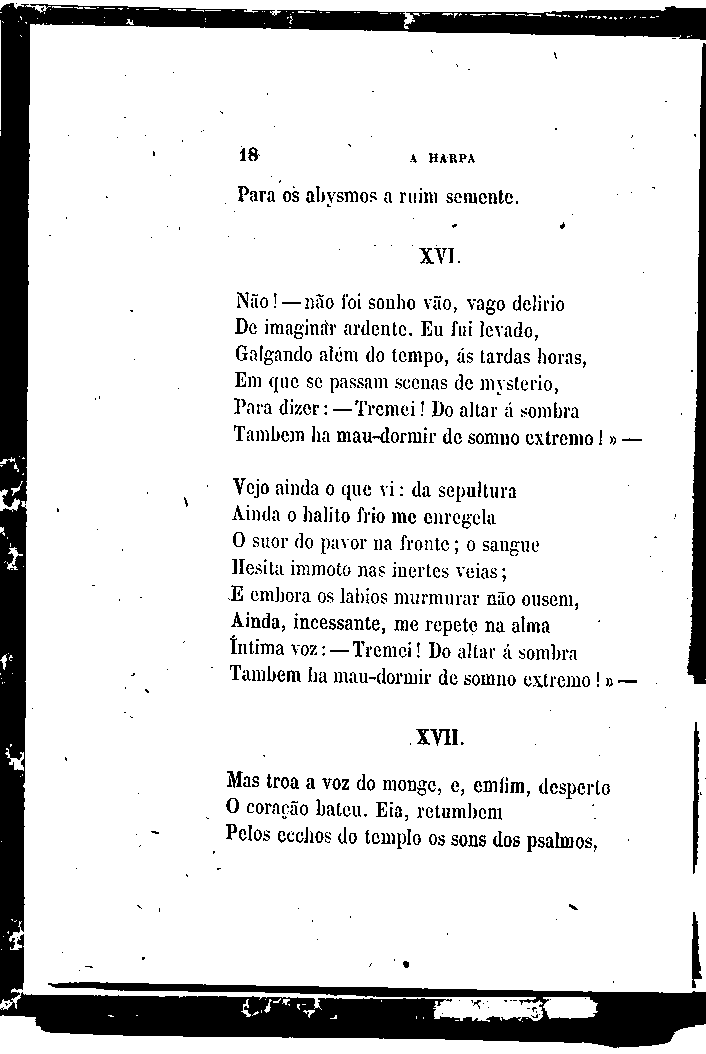 18 A HARPA
Para os abysmos a ruim semente.
XVI.
Não! — não foi sonho vão, vago delirio
De imaginar ardente. Eu fui levado,
Galgando além do tempo, ás tardas horas,
Em que se passam scenas de mysterio,
Para dizer: — Tremei! Do altar á sombra
Tambem ha mau-dormir de somno extremo! » —
Vejo ainda o que vi: da sepultura
Ainda o halito frio me enregela
O suor do pavor na fronte; o sangue
Hesita immoto nas inertes veias;
E embora os labios murmurar não ousem,
Ainda, incessante, me repete na alma
Íntima voz: — Tremei! Do altar á sombra
Tambem ha mau-dormir de somno extremo! » —
XVII.
Mas troa a voz do monge, e, emfim, desperto
O coração bateu. Eia, retumbem
Pelos ecchos do templo os sons dos psalmos,